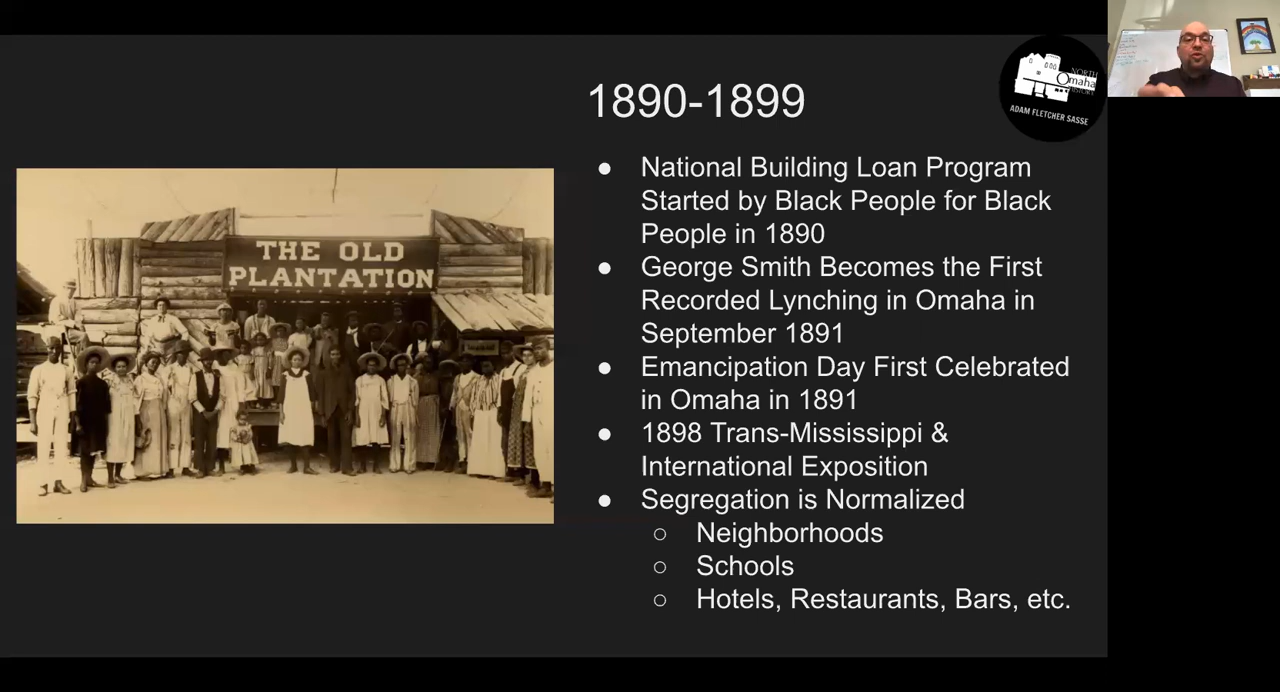 1890-1899
NORTH
Omaha
HISTORY
ADAM FLETCHER SASSE
THE OLD
PLANTATION
● National Building Loan Program
Started by Black People for Black
People in 1890
● George Smith Becomes the First
Recorded Lynching in Omaha in
September 1891
● Emancipation Day First Celebrated
in Omaha in 1891
● 1898 Trans-Mississippi &
International Exposition
● Segregation is Normalized
○ Neighborhoods
○ Schools
○ Hotels, Restaurants, Bars, etc.